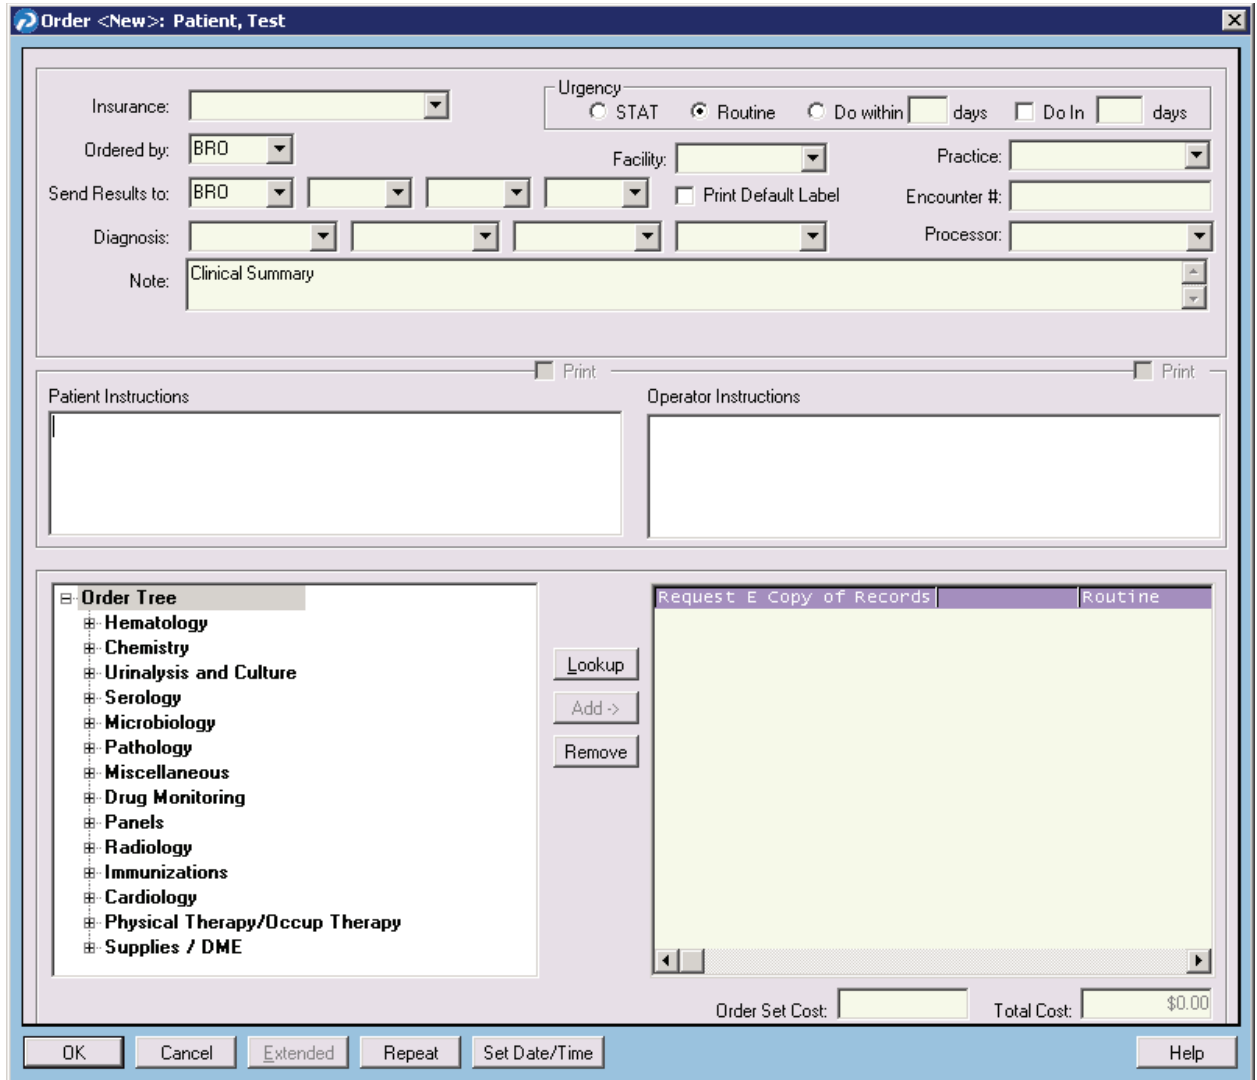 Order <New>: Patient, Test
Urgency
Insurance:
STAT Routine Do within days Do In days
Ordered by: BRO Facility: Practice:
Send Results to: BRO Print Default Label Encounter #:
Diagnosis: Processor:
Note: Clinical Summary
Print Print
Patient Instructions Operator Instructions
Order Tree
Hematology
Chemistry
Urinalysis and Culture
Serology
Microbiology
Pathology
Miscellaneous
Drug Monitoring
Panels
Radiology
Immunizations
Cardiology
Physical Therapy/Occup Therapy
Supplies / DME
Lookup
Add ->
Remove
Request E Copy of Records Routine
Order Set Cost: Total Cost: $0.00
OK Cancel Extended Repeat Set Date/Time Help